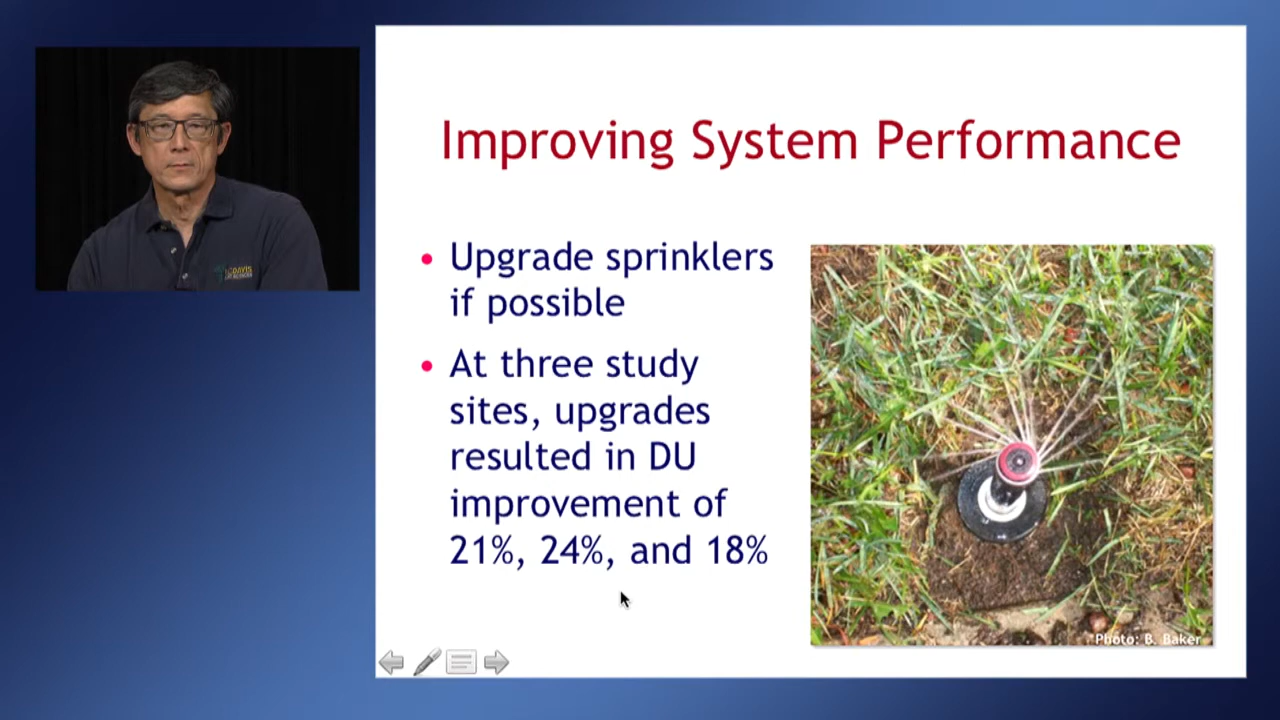 Improving System Performance
• Upgrade sprinklers
if possible
• At three study
sites, upgrades
resulted in DU
improvement of
21%, 24%, and 18%
Photo: B. Baker
UCDAVIS